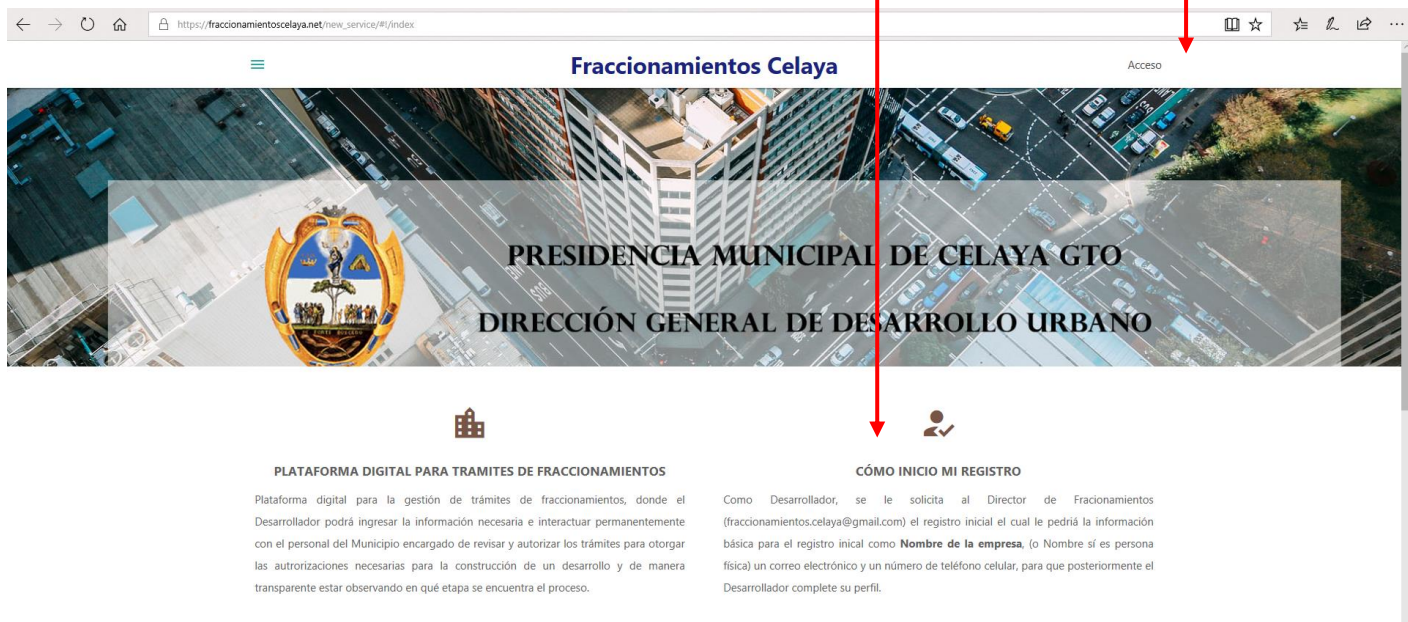 https://fraccionamientoscelaya.net/new_service/#!/index
Fraccionamientos Celaya
Acceso
PRESIDENCIA MUNICIPAL DE CELAYA GTO
DIRECCIÓN GENERAL DE DESARROLLO URBANO
PLATAFORMA DIGITAL PARA TRAMITES DE FRACCIONAMIENTOS
Plataforma digital para la gestión de trámites de fraccionamientos, donde el
Desarrollador podrá ingresar la información necesaria e interactuar permanentemente
con el personal del Municipio encargado de revisar y autorizar los trámites para otorgar
las autrorizaciones necesarias para la construcción de un desarrollo y de manera
transparente estar observando en qué etapa se encuentra el proceso.
CÓMO INICIO MI REGISTRO
Como Desarrollador, se le solicita al Director de Fracionamientos
(fraccionamientos.celaya@gmail.com) el registro inicial el cual le pedriá la información
básica para el registro inical como Nombre de la empresa, (o Nombre sí es persona
física) un correo electrónico y un número de teléfono celular, para que posteriormente el
Desarrollador complete su perfil.